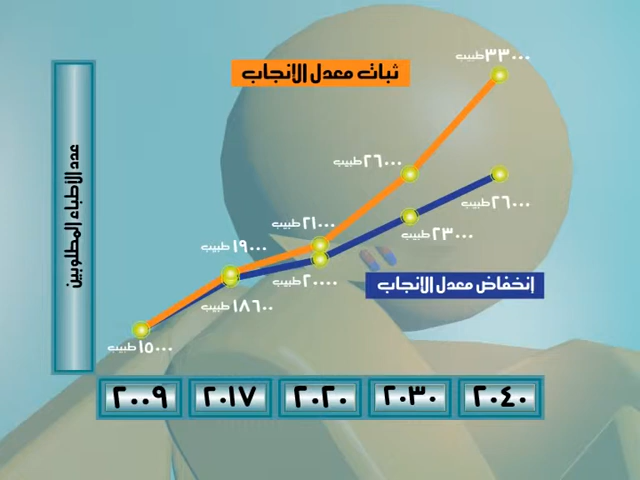 ٣٣٠٠٠ طبيب
ثبات معدل الانجاب
٢٦٠٠٠ طبيب
٢٦٠٠٠ طبيب
٢١٠٠٠ طبيب
٢٣٠٠٠ طبيب
١٩٠٠٠ طبيب
٢٠٠٠٠ طبيب
إنخفاض معدل الانجاب
١٨٦٠٠ طبيب
١٥٠٠٠ طبيب
عدد الأطباء المطلوبين
٢٠٠٩ ٢٠١٧ ٢٠٢٠ ٢٠٣٠ ٢٠٤٠